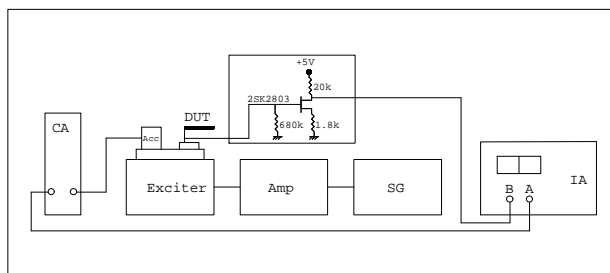 +5V
20k
2SK2803
DUT
680k
1.8k
CA
Acc
Exciter
Amp
SG
B A
IA